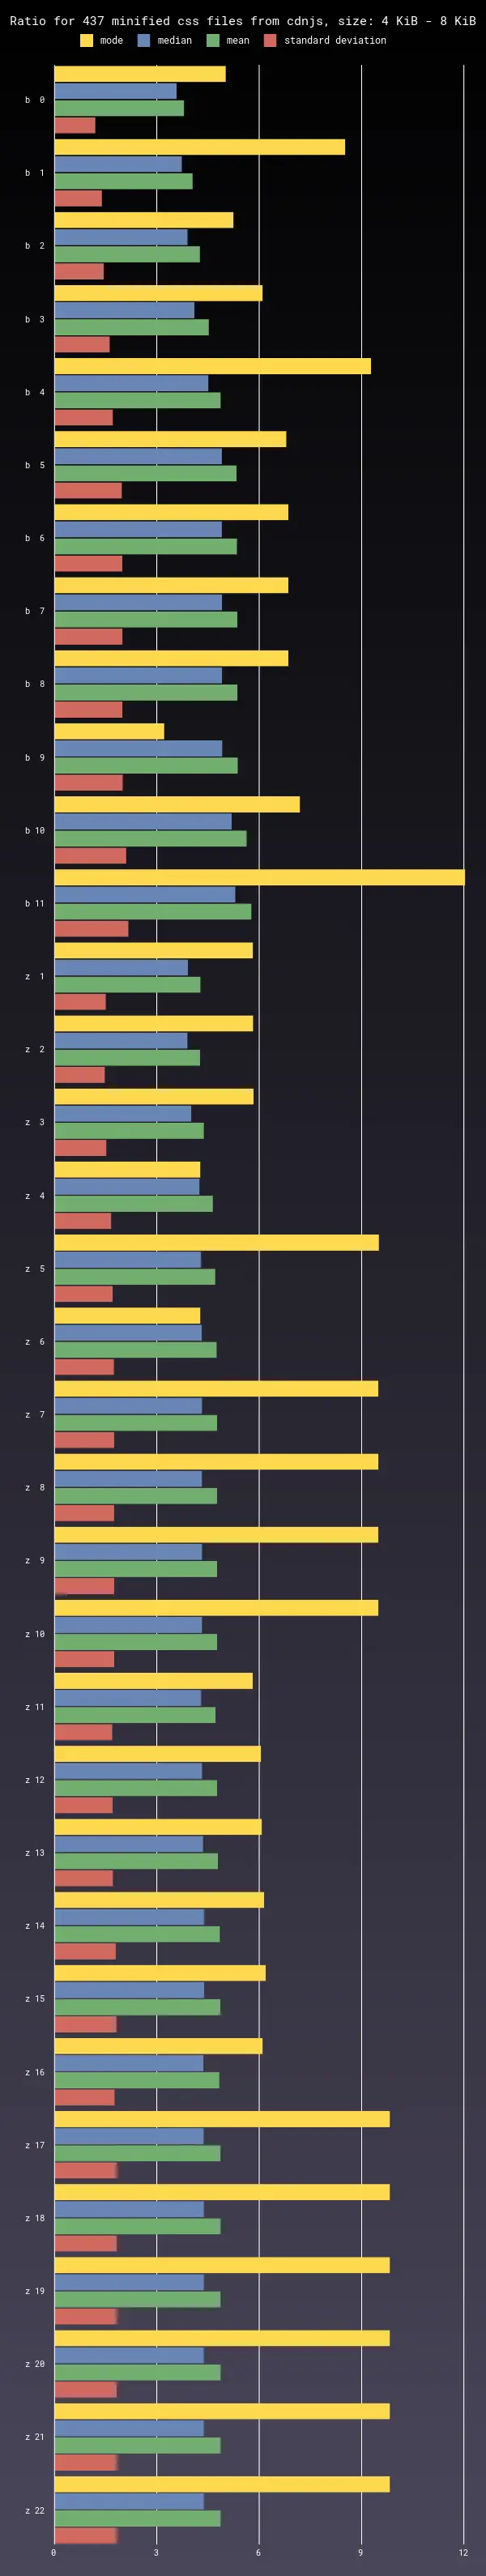 Ratio for 437 minified css files from cdnjs, size: 4 KiB - 8 KiB
mode median mean standard deviation
b 0
b 1
b 2
b 3
b 4
b 5
b 6
b 7
b 8
b 9
b 10
b 11
z 1
z 2
z 3
z 4
z 5
z 6
z 7
z 8
z 9
z 10
z 11
z 12
z 13
z 14
z 15
z 16
z 17
z 18
z 19
z 20
z 21
z 22
0 3 6 9 12